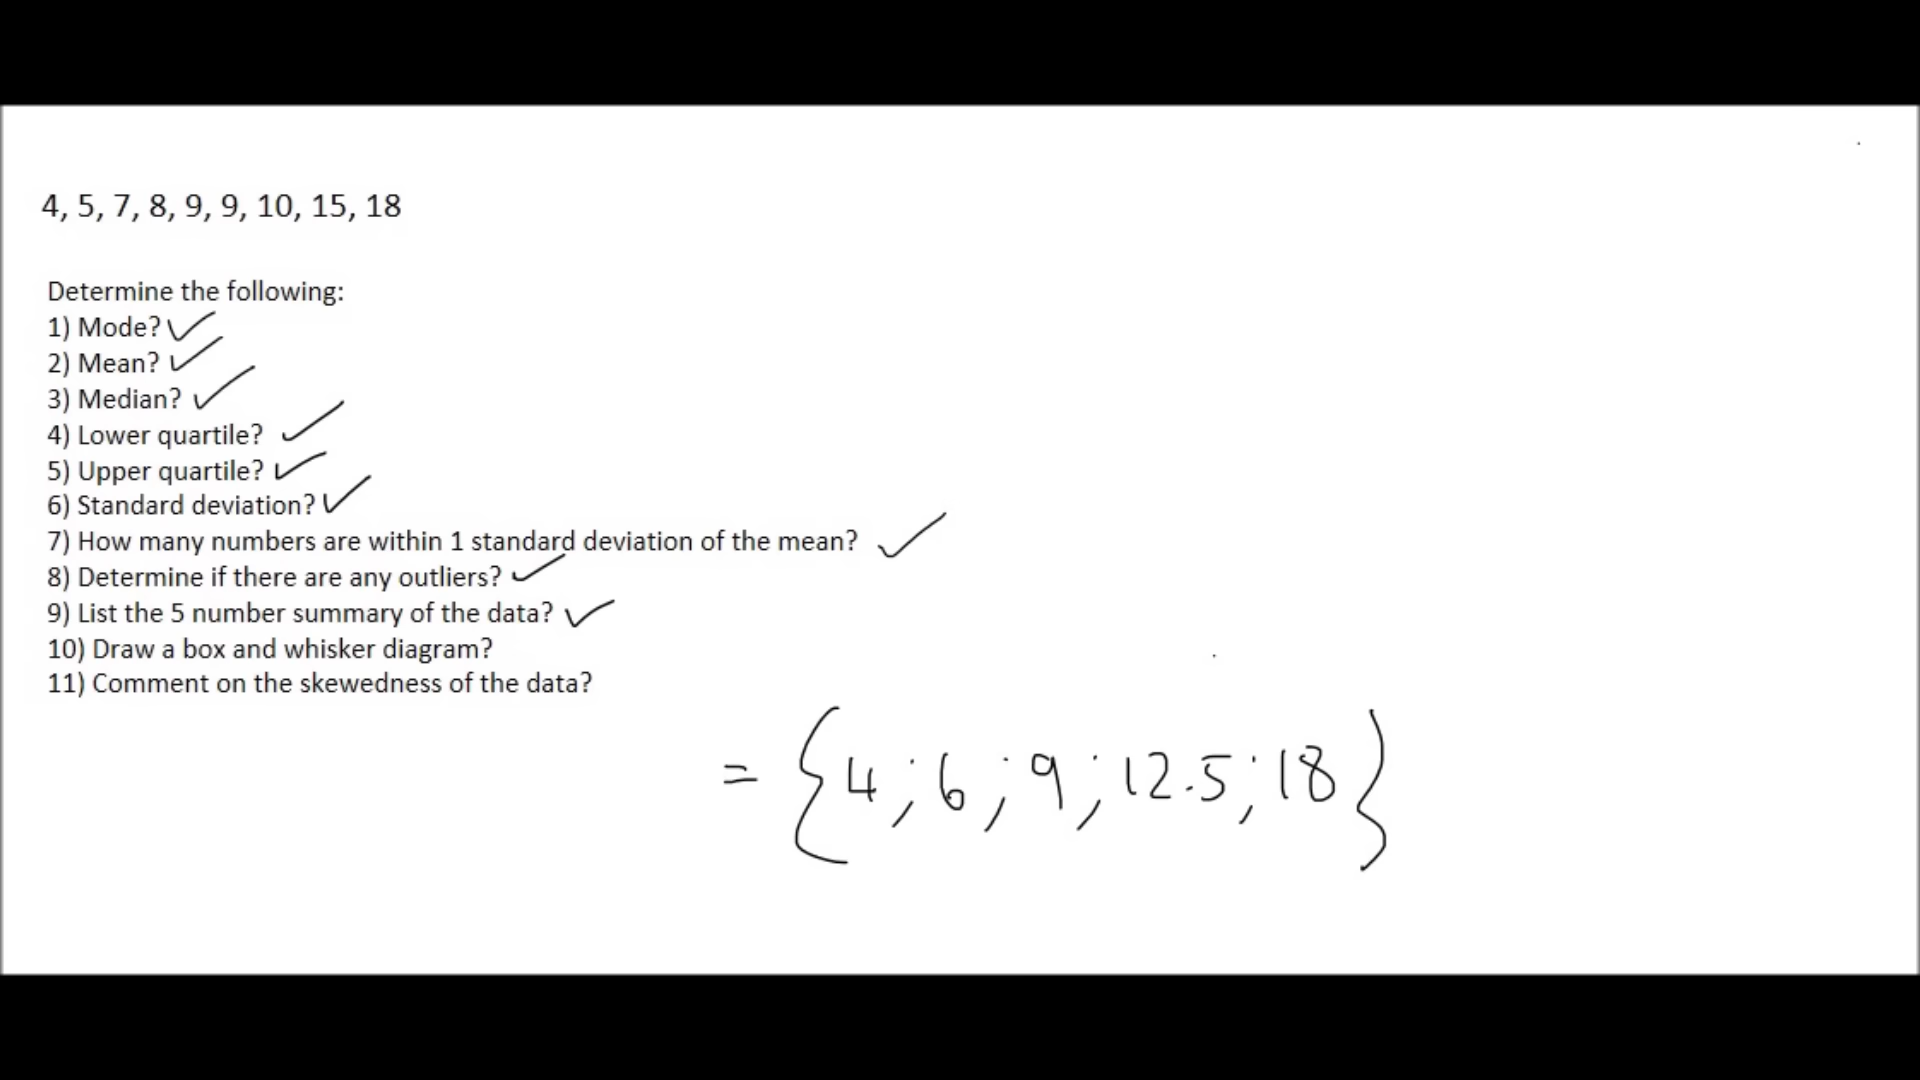 4, 5, 7, 8, 9, 9, 10, 15, 18
Determine the following:
1) Mode? ✓
2) Mean? ✓
3) Median? ✓
4) Lower quartile? ✓
5) Upper quartile? ✓
6) Standard deviation? ✓
7) How many numbers are within 1 standard deviation of the mean? ✓
8) Determine if there are any outliers? ✓
9) List the 5 number summary of the data? ✓
10) Draw a box and whisker diagram?
11) Comment on the skewedness of the data?
= {4 ; 6 ; 9 ; 12.5 ; 18}